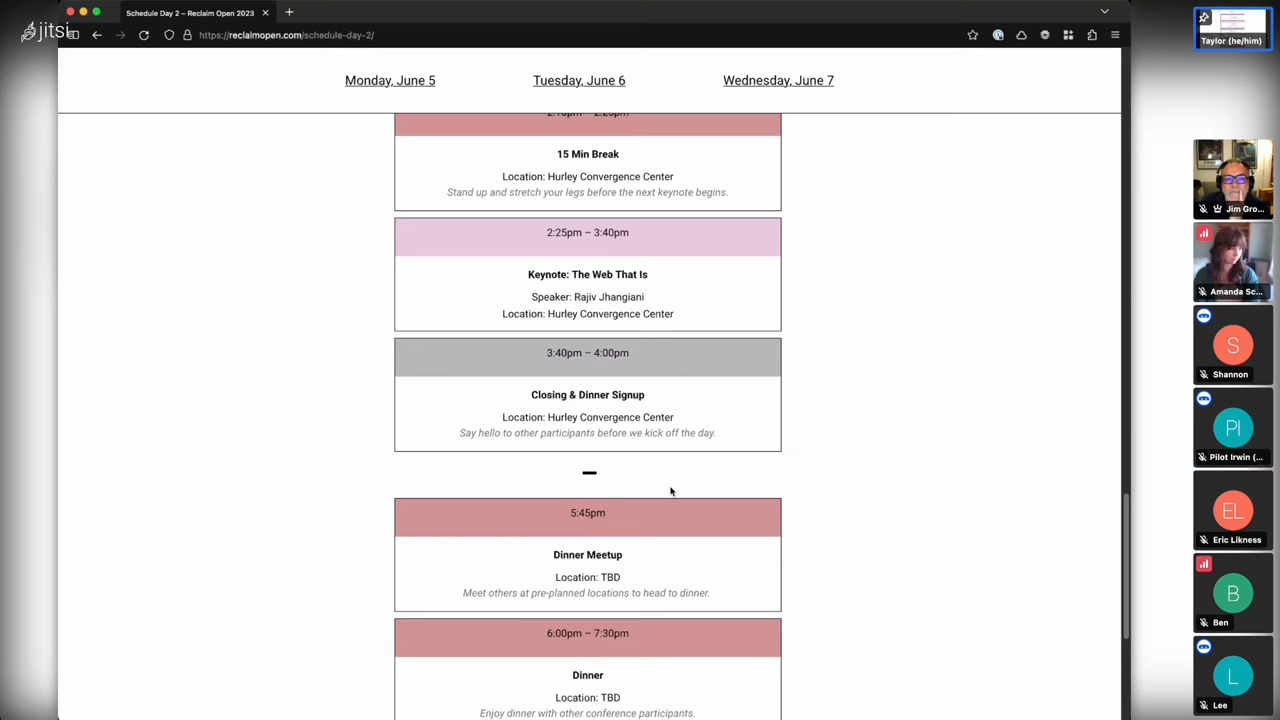 Schedule Day 2 – Reclaim Open 2023
jitsi
https://reclaimopen.com/schedule-day-2/
Monday, June 5
Tuesday, June 6
Wednesday, June 7
15 Min Break
Location: Hurley Convergence Center
Stand up and stretch your legs before the next keynote begins.
2:25pm – 3:40pm
Keynote: The Web That Is
Speaker: Rajiv Jhangiani
Location: Hurley Convergence Center
3:40pm – 4:00pm
Closing & Dinner Signup
Location: Hurley Convergence Center
Say hello to other participants before we kick off the day.
5:45pm
Dinner Meetup
Location: TBD
Meet others at pre-planned locations to head to dinner.
6:00pm – 7:30pm
Dinner
Location: TBD
Enjoy dinner with other conference participants.
Taylor (he/him)
Jim Gro...
Amanda Sc...
S
Shannon
PI
Pilot Irwin (...
EL
Eric Likness
B
Ben
L
Lee